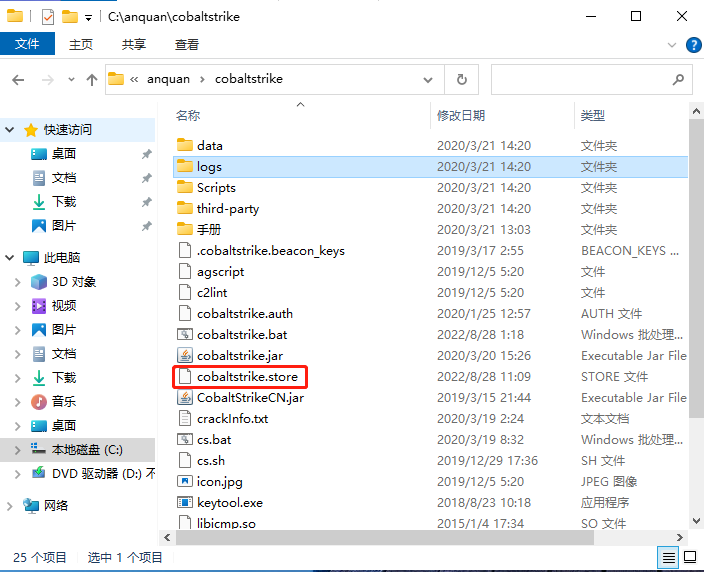 C:\anquan\cobaltstrike
文件 主页 共享 查看
« anquan › cobaltstrike
名称 修改日期 类型
快速访问
桌面
文档
下载
图片
此电脑
3D 对象
视频
图片
文档
下载
音乐
桌面
本地磁盘 (C:)
DVD 驱动器 (D:) 不
网络
data 2020/3/21 14:20 文件夹
logs 2020/3/21 14:20 文件夹
Scripts 2020/3/21 14:20 文件夹
third-party 2020/3/21 14:20 文件夹
手册 2020/3/21 13:03 文件夹
.cobaltstrike.beacon_keys 2019/3/17 2:55 BEACON_KEYS ...
agscript 2019/12/5 5:20 文件
c2lint 2019/12/5 5:20 文件
cobaltstrike.auth 2020/1/25 12:57 AUTH 文件
cobaltstrike.bat 2022/8/28 1:18 Windows 批处理...
cobaltstrike.jar 2020/3/20 15:26 Executable Jar File
cobaltstrike.store 2022/8/28 11:09 STORE 文件
CobaltStrikeCN.jar 2019/3/15 21:44 Executable Jar File
crackInfo.txt 2020/3/19 2:24 文本文档
cs.bat 2020/3/19 8:32 Windows 批处理...
cs.sh 2019/12/29 17:36 SH 文件
icon.jpg 2019/12/5 5:20 JPEG 图像
keytool.exe 2018/8/23 10:18 应用程序
libicmp.so 2015/1/4 17:34 SO 文件
25 个项目 选中 1 个项目